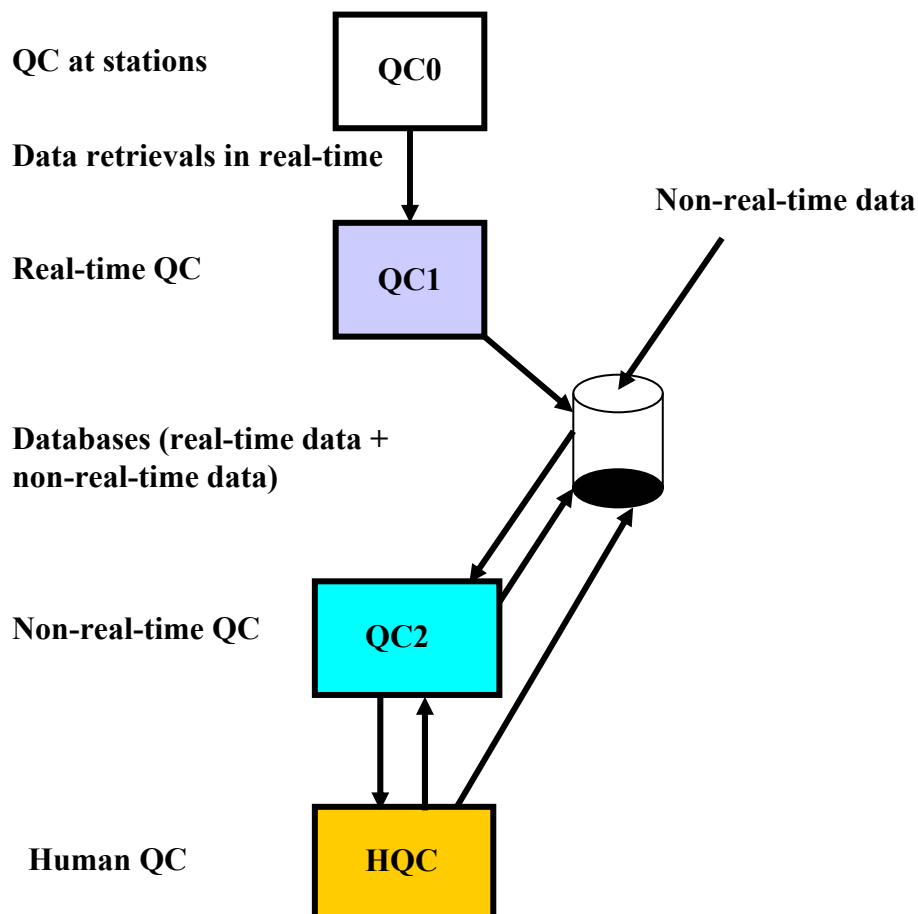 QC at stations
QC0
Data retrievals in real-time
Non-real-time data
Real-time QC
QC1
Databases (real-time data +
non-real-time data)
Non-real-time QC
QC2
Human QC
HQC